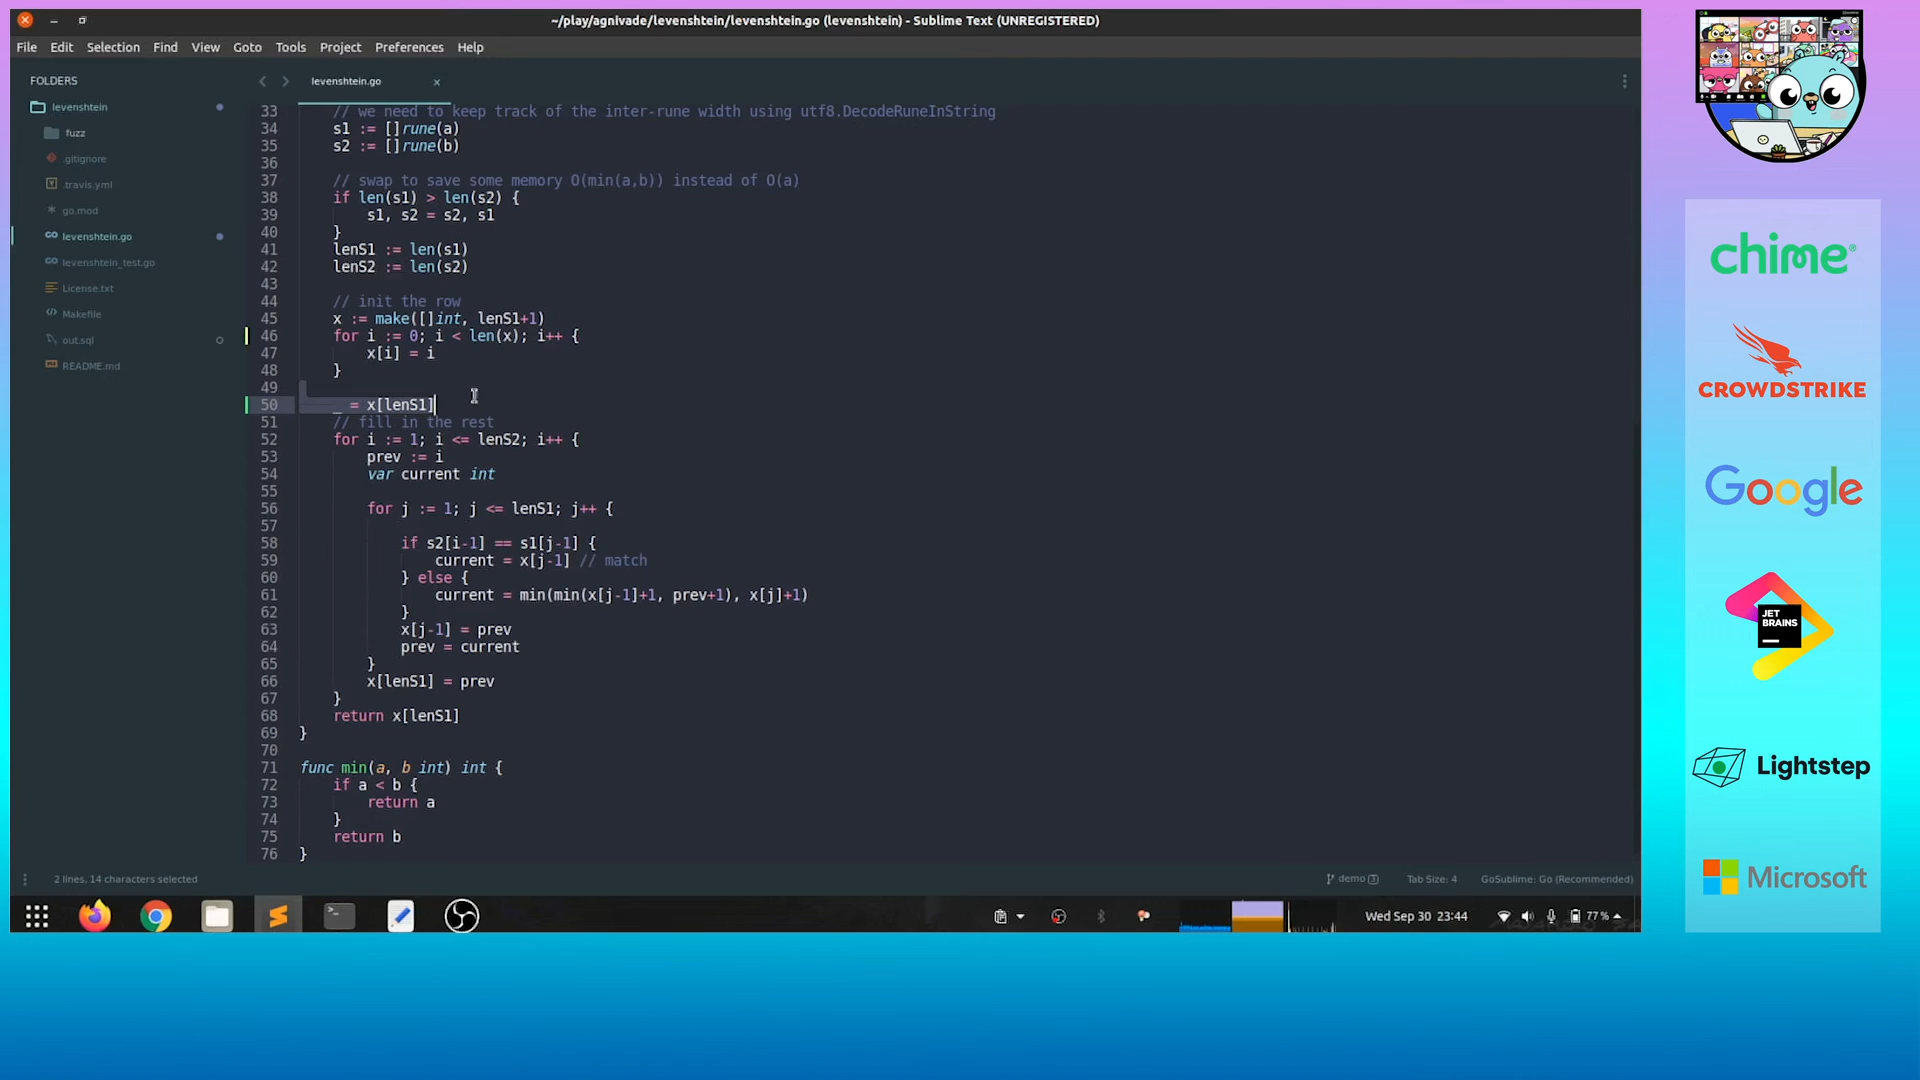 ~/play/agnivade/levenshtein/levenshtein.go (levenshtein) - Sublime Text (UNREGISTERED)
File Edit Selection Find View Goto Tools Project Preferences Help
FOLDERS
levenshtein
fuzz
.gitignore
.travis.yml
go.mod
levenshtein.go
levenshtein_test.go
License.txt
Makefile
out.sql
README.md
levenshtein.go
33 // we need to keep track of the inter-rune width using utf8.DecodeRuneInString
34 s1 := []rune(a)
35 s2 := []rune(b)
36
37 // swap to save some memory O(min(a,b)) instead of O(a)
38 if len(s1) > len(s2) {
39 s1, s2 = s2, s1
40 }
41 lenS1 := len(s1)
42 lenS2 := len(s2)
43
44 // init the row
45 x := make([]int, lenS1+1)
46 for i := 0; i < len(x); i++ {
47 x[i] = i
48 }
49
50 _ = x[lenS1]
51 // fill in the rest
52 for i := 1; i <= lenS2; i++ {
53 prev := i
54 var current int
55
56 for j := 1; j <= lenS1; j++ {
57
58 if s2[i-1] == s1[j-1] {
59 current = x[j-1] // match
60 } else {
61 current = min(min(x[j-1]+1, prev+1), x[j]+1)
62 }
63 x[j-1] = prev
64 prev = current
65 }
66 x[lenS1] = prev
67 }
68 return x[lenS1]
69 }
70
71 func min(a, b int) int {
72 if a < b {
73 return a
74 }
75 return b
76 }
2 lines, 14 characters selected
demo 3
Tab Size: 4
GoSublime: Go (Recommended)
Wed Sep 30 23:44
77 %
chime
CROWDSTRIKE
Google
JET
BRAINS
Lightstep
Microsoft